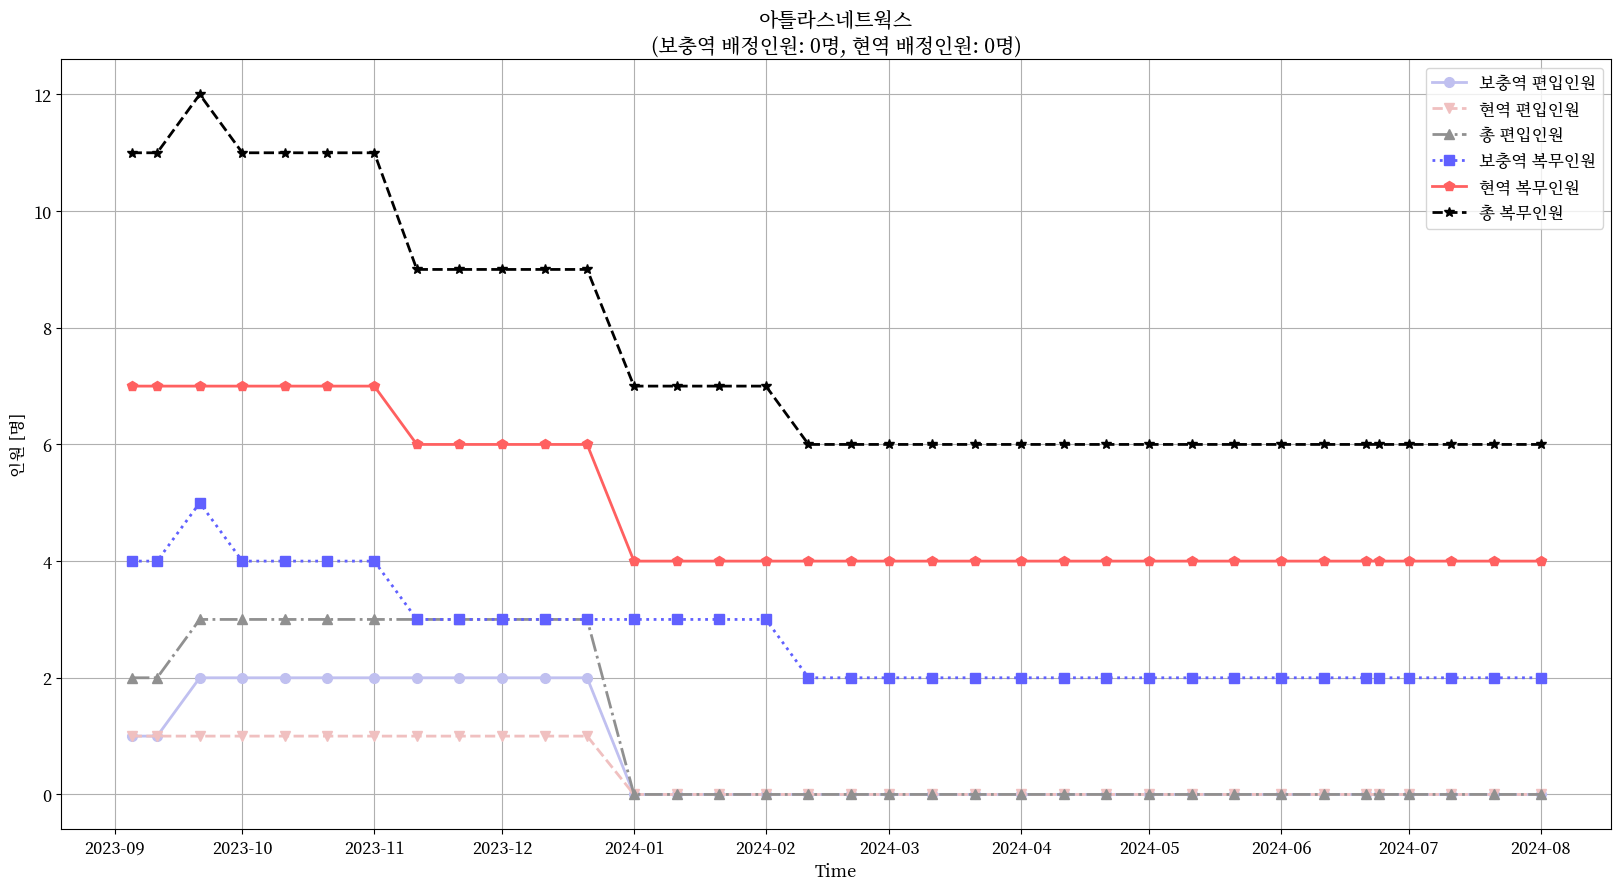 아틀라스네트웍스
(보충역 배정인원: 0명, 현역 배정인원: 0명)
보충역 편입인원
현역 편입인원
총 편입인원
보충역 복무인원
현역 복무인원
총 복무인원
인원 [명]
12
10
8
6
4
2
0
2023-09 2023-10 2023-11 2023-12 2024-01 2024-02 2024-03 2024-04 2024-05 2024-06 2024-07 2024-08
Time